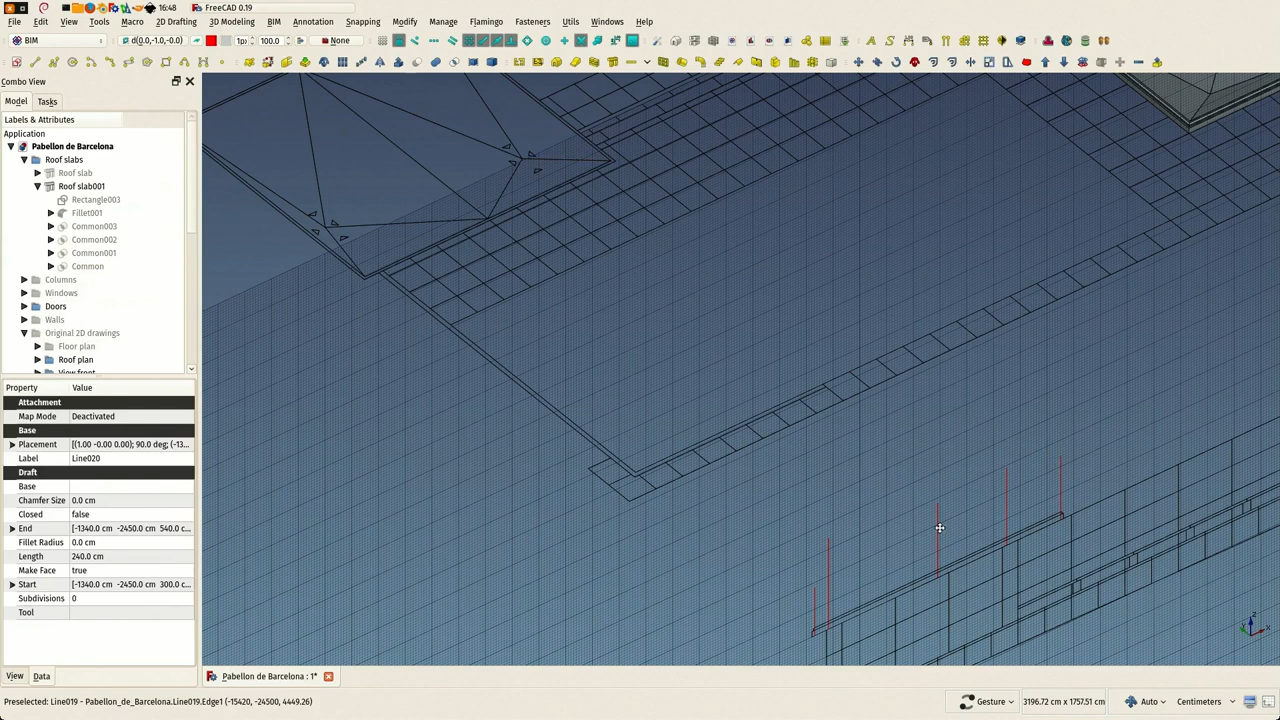 16:48 FreeCAD 0.19
File Edit View Tools Macro 2D Drafting 3D Modeling BIM Annotation Snapping Modify Manage Flamingo Fasteners Utils Windows Help
BIM d(0.0,-1.0,-0.0) 1px 100.0 None
Combo View
Model Tasks
Labels & Attributes
Application
Pabellon de Barcelona
Roof slabs
Roof slab
Roof slab001
Rectangle003
Fillet001
Common003
Common002
Common001
Common
Columns
Windows
Doors
Walls
Original 2D drawings
Floor plan
Roof plan
View front
Property Value
Attachment
Map Mode Deactivated
Base
Placement [(1.00 -0.00 0.00); 90.0 deg; (-13...
Label Line020
Draft
Base
Chamfer Size 0.0 cm
Closed false
End [-1340.0 cm -2450.0 cm 540.0 c...
Fillet Radius 0.0 cm
Length 240.0 cm
Make Face true
Start [-1340.0 cm -2450.0 cm 300.0 c...
Subdivisions 0
Tool
View Data
Pabellon de Barcelona : 1*
Preselected: Line019 - Pabellon_de_Barcelona.Line019.Edge1 (-15420, -24500, 4449.26)
Gesture 3196.72 cm x 1757.51 cm Auto Centimeters